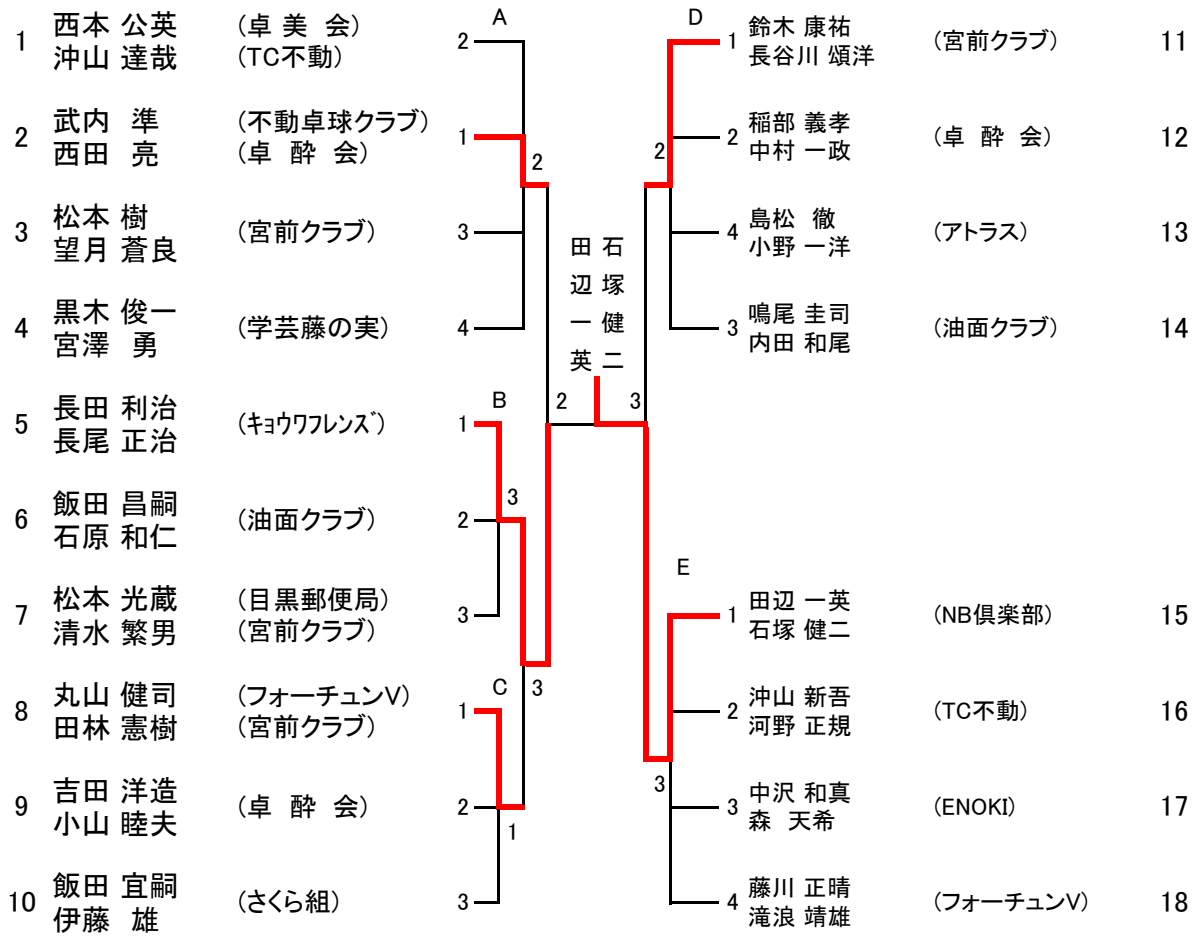 A
1 西本 公英 (卓 美 会) 2
沖山 達哉 (TC不動)
2 武内 準 (不動卓球クラブ) 1
西田 亮 (卓 酔 会)
2
3 松本 樹 (宮前クラブ) 3
望月 蒼良
4 黒木 俊一 (学芸藤の実) 4
宮澤 勇
B
2
5 長田 利治 (ｷｮｳﾜﾌﾚﾝｽﾞ) 1
長尾 正治
3
6 飯田 昌嗣 (油面クラブ) 2
石原 和仁
7 松本 光蔵 (目黒郵便局) 3
清水 繁男 (宮前クラブ)
C
3
8 丸山 健司 (フォーチュンV) 1
田林 憲樹 (宮前クラブ)
9 吉田 洋造 (卓 酔 会) 2
小山 睦夫
1
10 飯田 宜嗣 (さくら組) 3
伊藤 雄
石塚健二
田辺一英
D
1 鈴木 康祐 (宮前クラブ) 11
長谷川 頌洋
2 稲部 義孝 (卓 酔 会) 12
中村 一政
2
4 島松 徹 (アトラス) 13
小野 一洋
3 鳴尾 圭司 (油面クラブ) 14
内田 和尾
3
E
1 田辺 一英 (NB倶楽部) 15
石塚 健二
2 沖山 新吾 (TC不動) 16
河野 正規
3
3 中沢 和真 (ENOKI) 17
森 天希
4 藤川 正晴 (フォーチュンV) 18
滝浪 靖雄